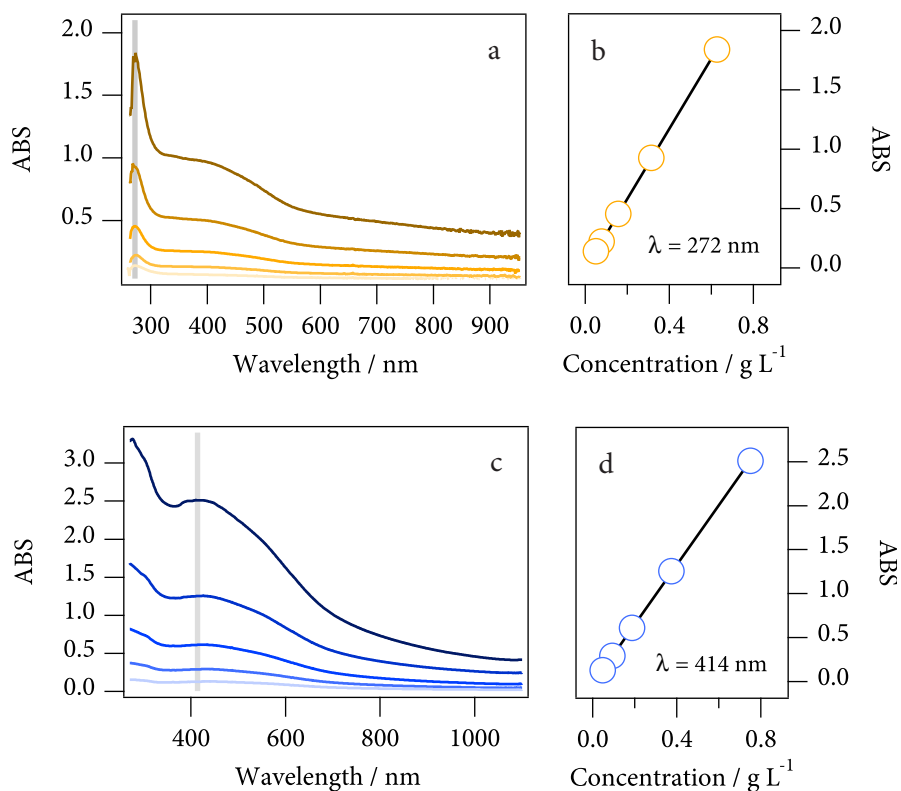 a
2.0
1.5
1.0
0.5
ABS
300 400 500 600 700 800 900
Wavelength / nm
b
2.0
1.5
1.0
0.5
0.0
ABS
λ = 272 nm
0.0 0.4 0.8
Concentration / g L⁻¹
c
3.0
2.5
2.0
1.5
1.0
0.5
0.0
ABS
400 600 800 1000
Wavelength / nm
d
2.5
2.0
1.5
1.0
0.5
0.0
ABS
λ = 414 nm
0.0 0.4 0.8
Concentration / g L⁻¹